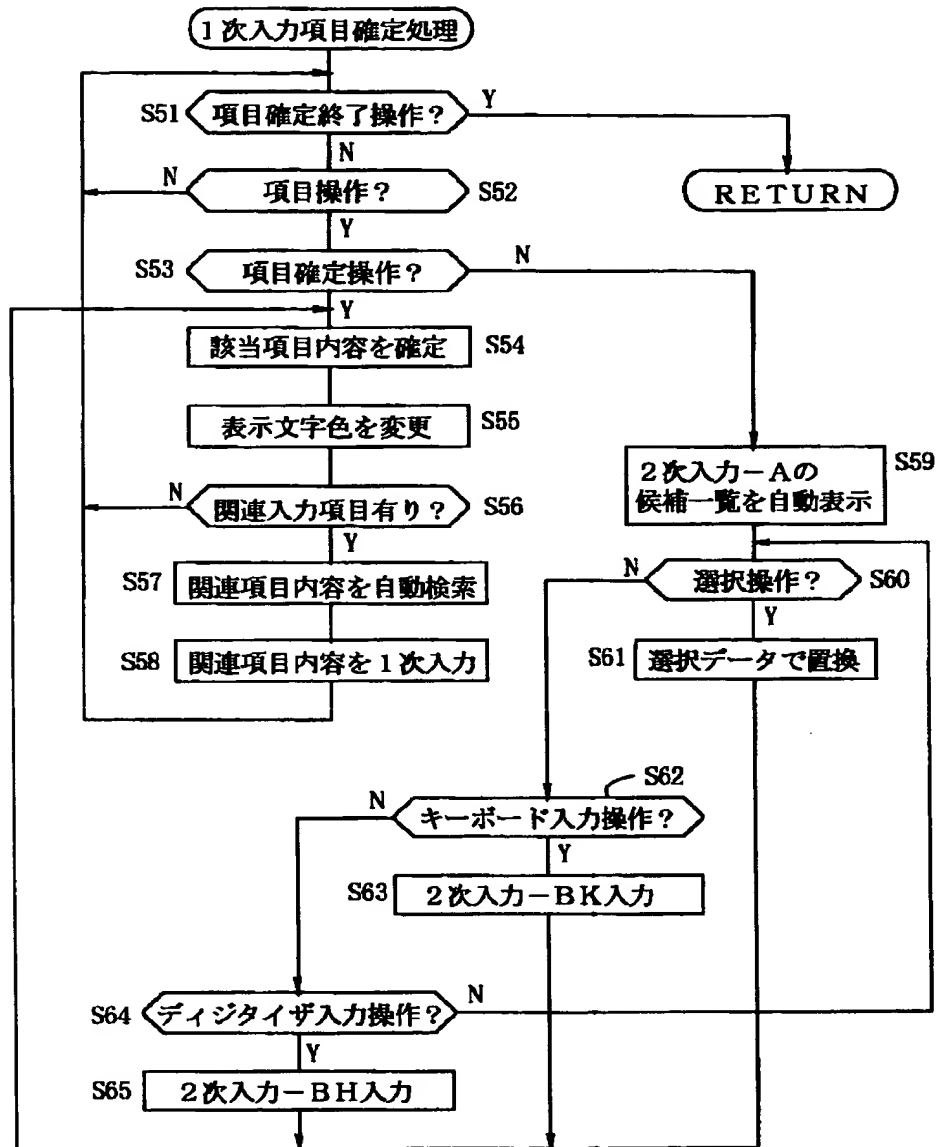 1次入力項目確定処理
S51 項目確定終了操作? Y
N
N 項目操作? S52
RETURN
Y
S53 項目確定操作? N
Y
該当項目内容を確定 S54
表示文字色を変更 S55
2次入力-Aの
候補一覧を自動表示 S59
N 関連入力項目有り? S56
Y
S57 関連項目内容を自動検索
N 選択操作? S60
Y
S58 関連項目内容を1次入力
S61 選択データで置換
S62
N キーボード入力操作?
Y
S63 2次入力-BK入力
S64 ディジタイザ入力操作? N
Y
S65 2次入力-BH入力